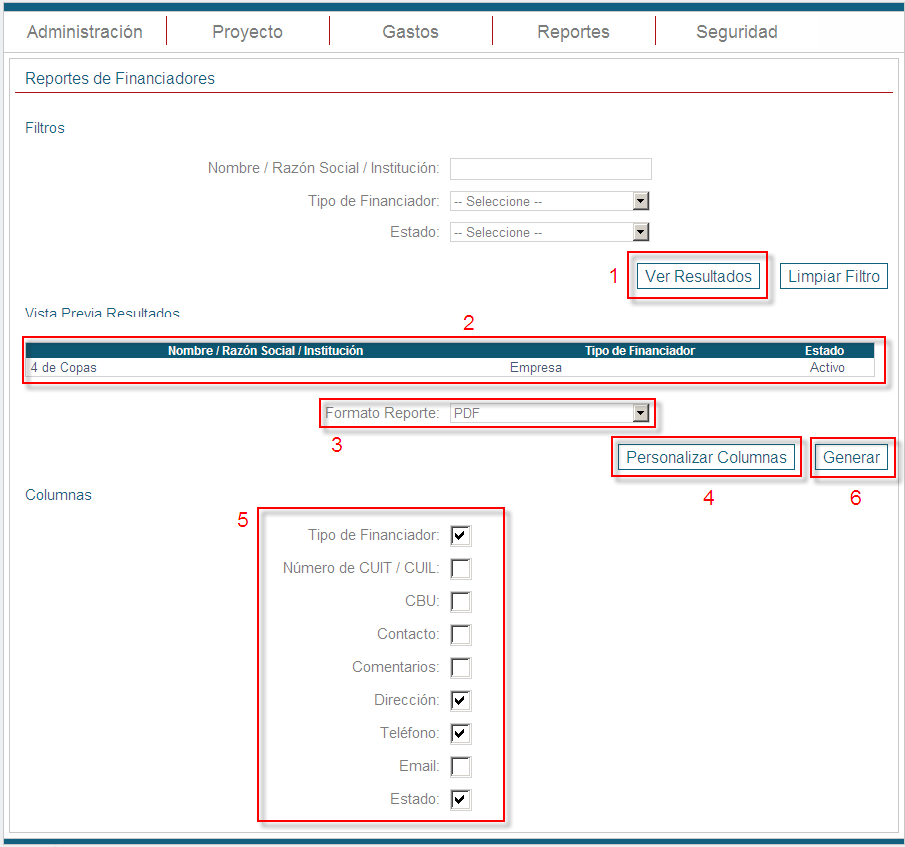 Administración Proyecto Gastos Reportes Seguridad
Reportes de Financiadores
Filtros
Nombre / Razón Social / Institución:
Tipo de Financiador: -- Seleccione --
Estado: -- Seleccione --
1 Ver Resultados Limpiar Filtro
Vista Previa Resultados
2
Nombre / Razón Social / Institución Tipo de Financiador Estado
4 de Copas Empresa Activo
Formato Reporte: PDF
3
Personalizar Columnas Generar
4 6
Columnas
5
Tipo de Financiador:
Número de CUIT / CUIL:
CBU:
Contacto:
Comentarios:
Dirección:
Teléfono:
Email:
Estado: